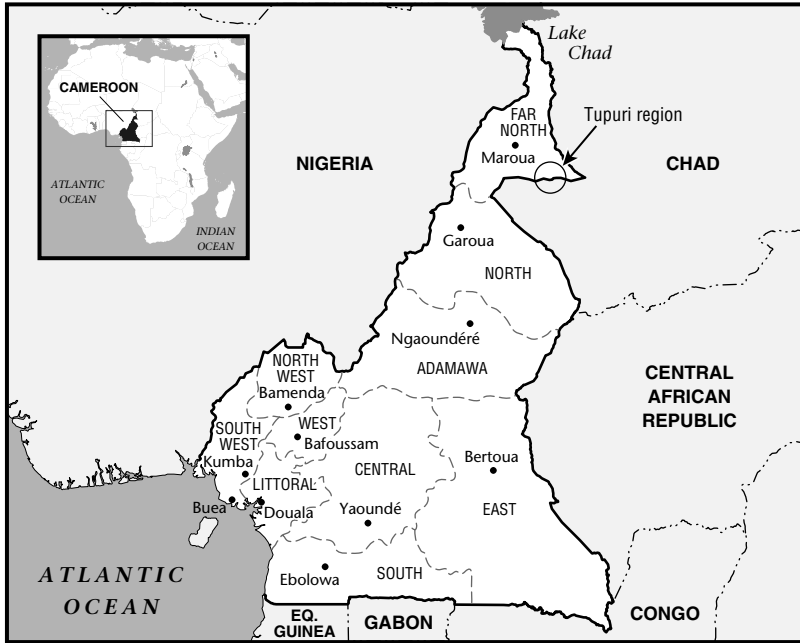 Lake
Chad
CAMEROON
ATLANTIC
OCEAN
INDIAN
OCEAN
FAR
NORTH
Maroua
Tupuri region
NIGERIA
CHAD
Garoua
NORTH
Ngaoundéré
ADAMAWA
NORTH
WEST
Bamenda
CENTRAL
AFRICAN
REPUBLIC
SOUTH
WEST
WEST
Bafoussam
Kumba
LITTORAL
CENTRAL
Bertoua
EAST
Buea
Douala
Yaoundé
Ebolowa
SOUTH
ATLANTIC
OCEAN
EQ.
GUINEA
GABON
CONGO